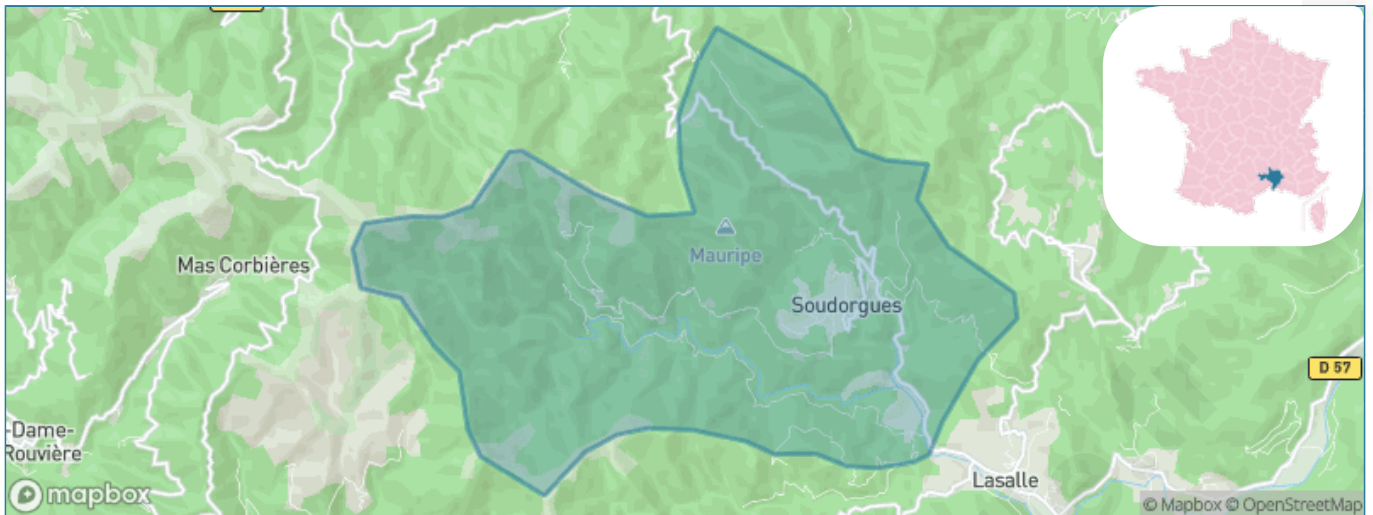 Mauripe
Mas Corbières
Soudorgues
D 57
-Dame-
Rouvière
Lasalle
mapbox
© Mapbox © OpenStreetMap